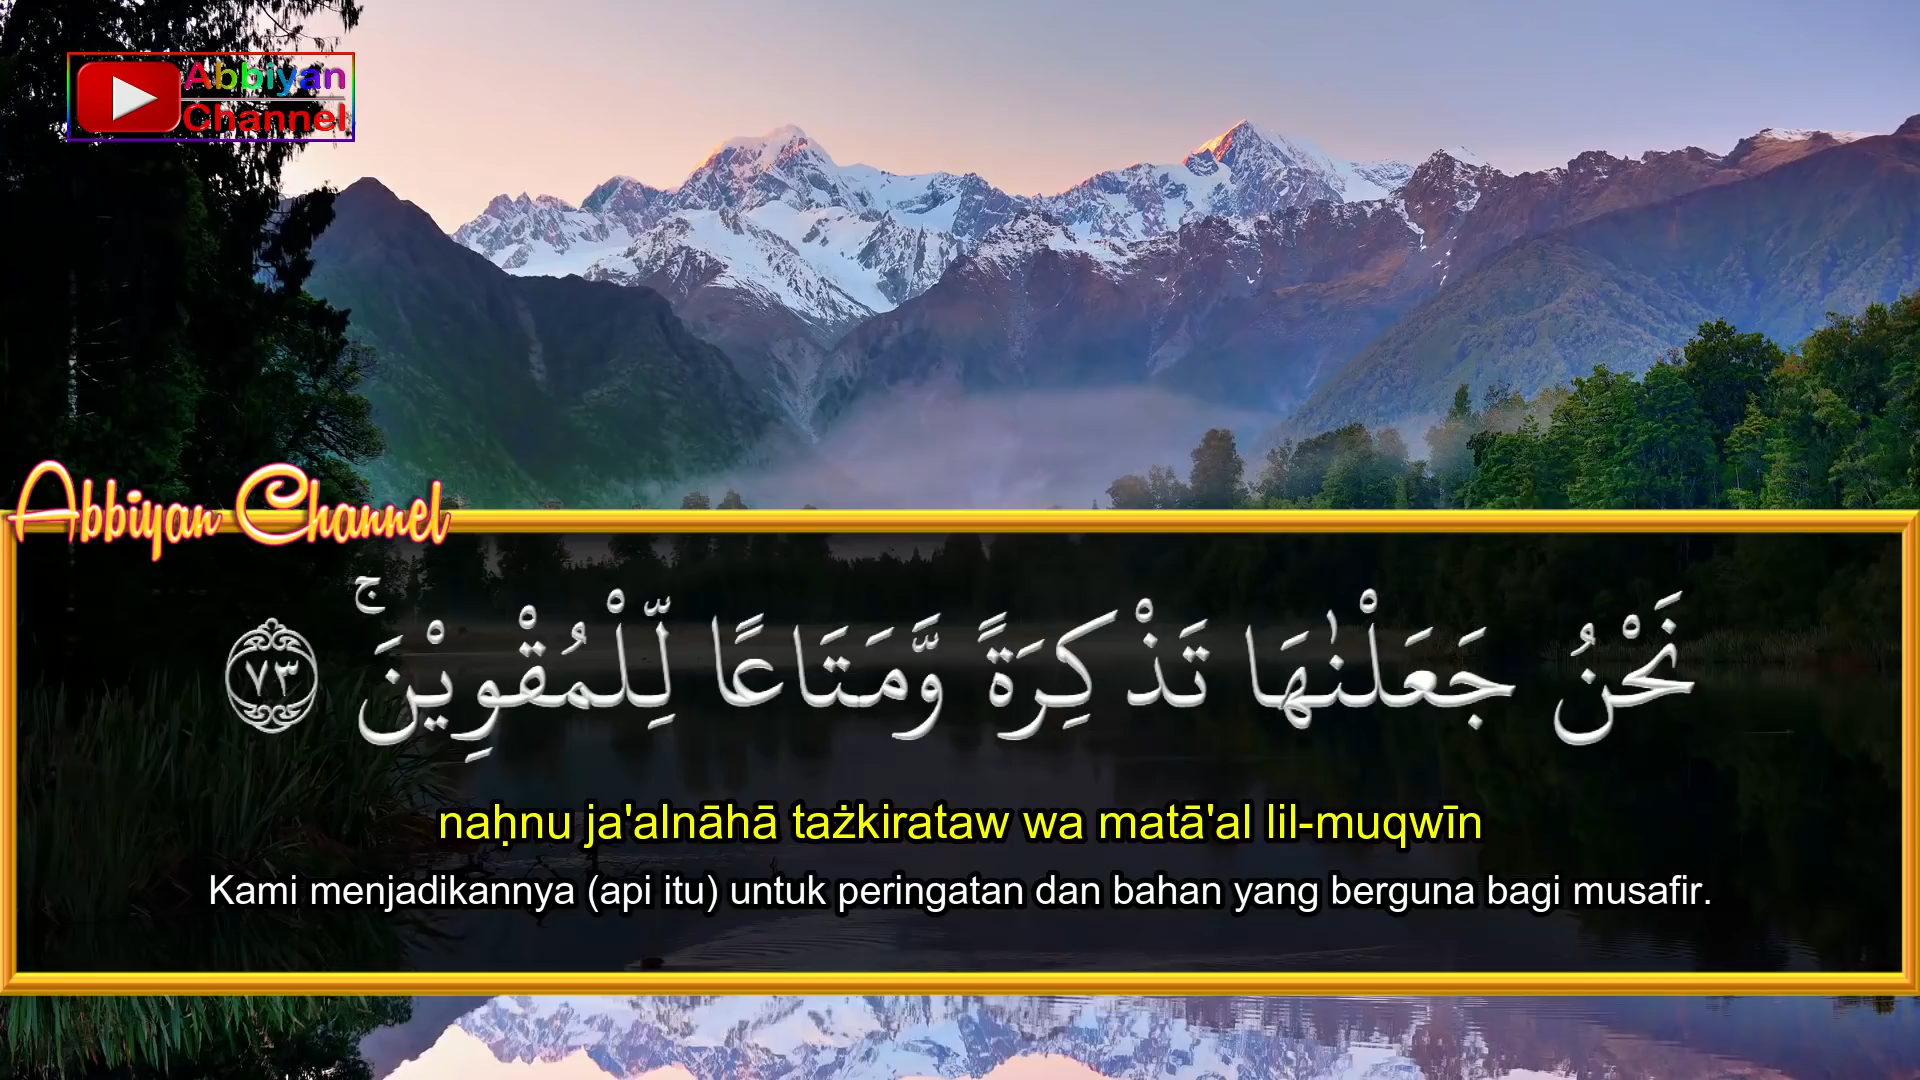 Abbiyan
Channel
Abbiyan Channel
نَحْنُ جَعَلْنٰهَا تَذْكِرَةً وَّمَتَاعًا لِّلْمُقْوِيْنَۚ ٧٣
naḥnu ja'alnāhā tażkirataw wa matā'al lil-muqwīn
Kami menjadikannya (api itu) untuk peringatan dan bahan yang berguna bagi musafir.